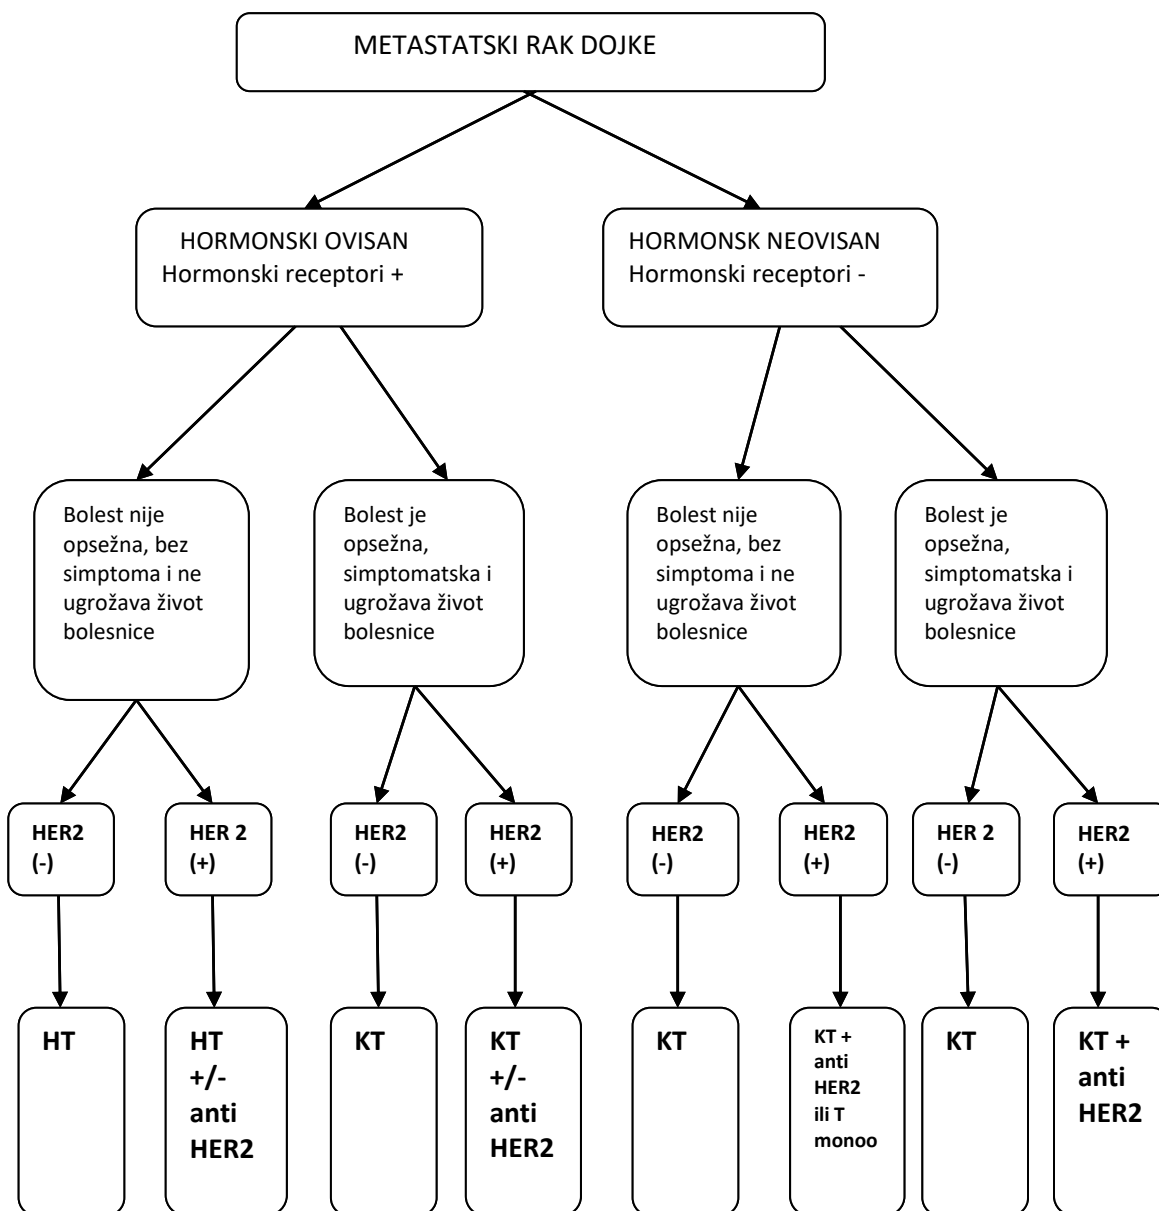 METASTATSKI RAK DOJKE
HORMONSKI OVISAN
Hormonski receptori +
HORMONSK NEOVISAN
Hormonski receptori -
Bolest nije
opsežna, bez
simptoma i ne
ugrožava život
bolesnice
Bolest je
opsežna,
simptomatska i
ugrožava život
bolesnice
Bolest nije
opsežna, bez
simptoma i ne
ugrožava život
bolesnice
Bolest je
opsežna,
simptomatska i
ugrožava život
bolesnice
HER2
(-)
HER 2
(+)
HER2
(-)
HER2
(+)
HER2
(-)
HER2
(+)
HER 2
(-)
HER2
(+)
HT
HT
+/-
anti
HER2
KT
KT
+/-
anti
HER2
KT
KT +
anti
HER2
ili T
monoo
KT
KT +
anti
HER2